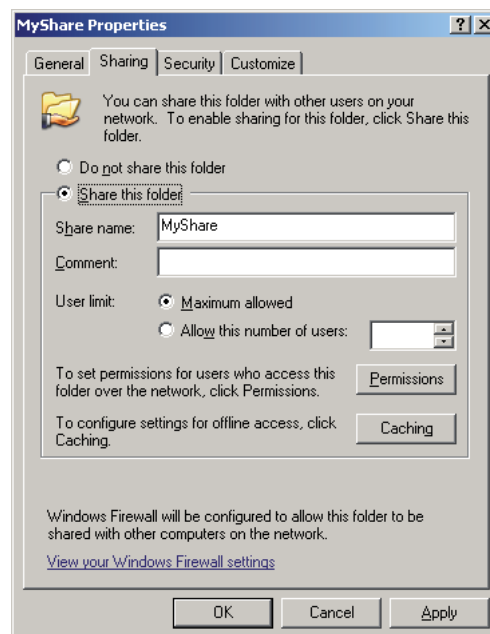 MyShare Properties
General Sharing Security Customize
You can share this folder with other users on your
network. To enable sharing for this folder, click Share this
folder.
Do not share this folder
Share this folder
Share name: MyShare
Comment:
User limit: Maximum allowed
Allow this number of users:
To set permissions for users who access this
folder over the network, click Permissions.
Permissions
To configure settings for offline access, click
Caching.
Caching
Windows Firewall will be configured to allow this folder to be
shared with other computers on the network.
View your Windows Firewall settings
OK Cancel Apply